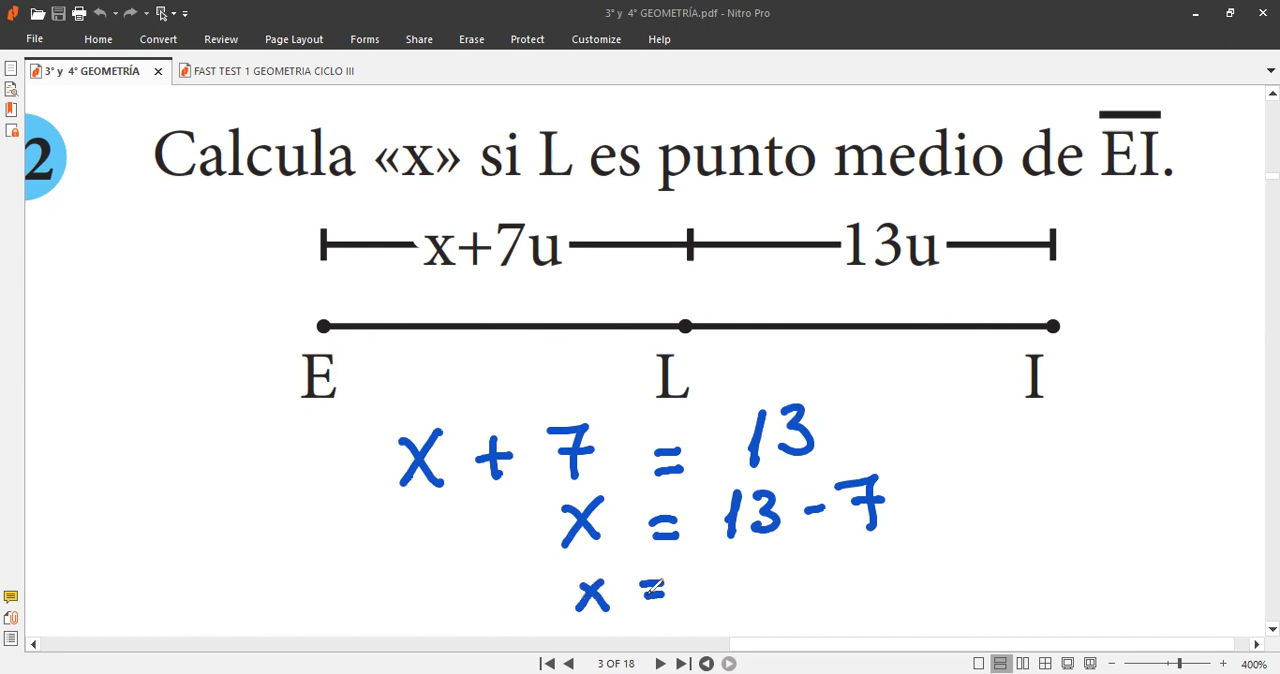 3° y 4° GEOMETRÍA.pdf - Nitro Pro
File Home Convert Review Page Layout Forms Share Erase Protect Customize Help
3° y 4° GEOMETRÍA FAST TEST 1 GEOMETRIA CICLO III
2 Calcula «x» si L es punto medio de EI.
x+7u 13u
E L I
x + 7 = 13
x = 13 - 7
x =
3 OF 18 400%